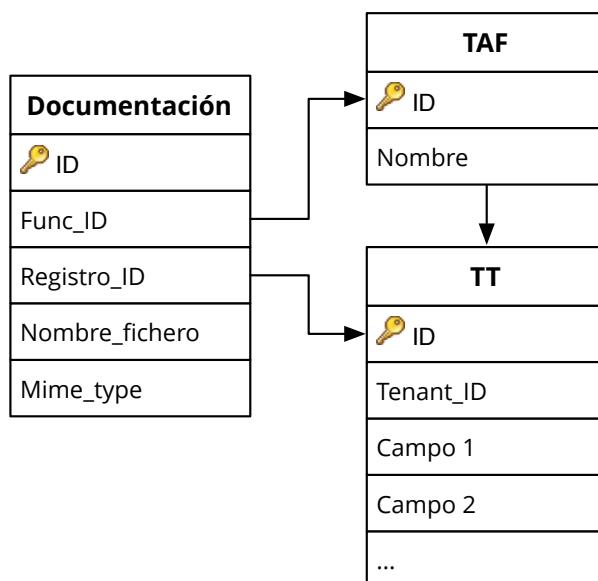 Documentación
ID
Func_ID
Registro_ID
Nombre_fichero
Mime_type
TAF
ID
Nombre
TT
ID
Tenant_ID
Campo 1
Campo 2
...